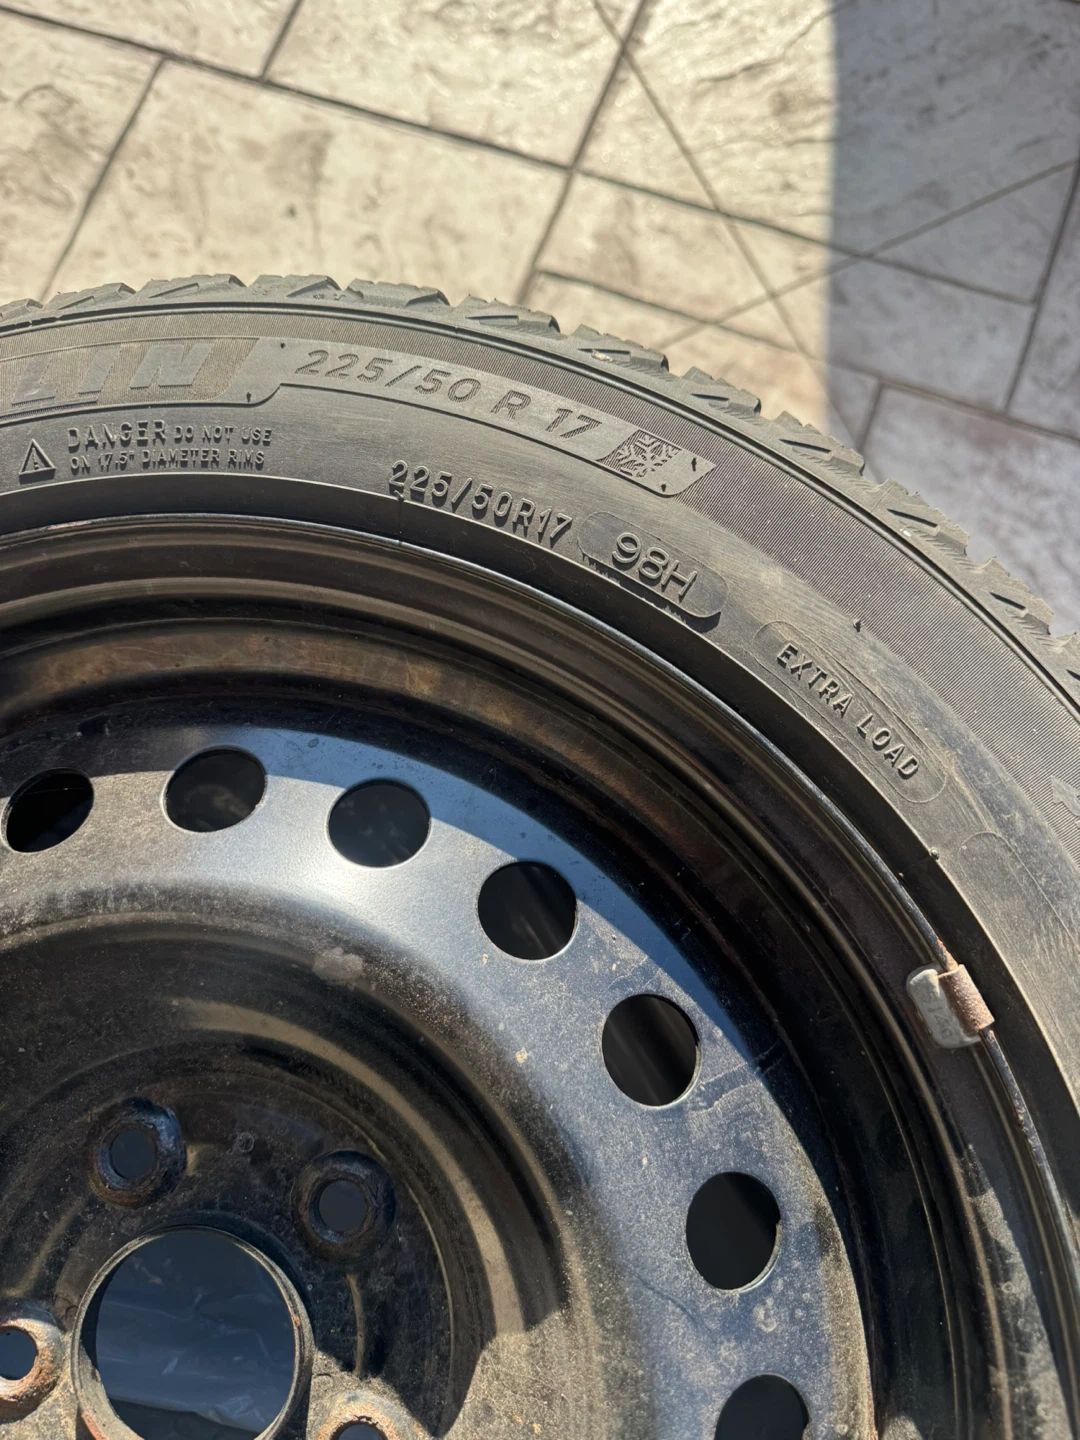 LIN
225/50 R 17
DANGER DO NOT USE
ON 17.5" DIAMETER RIMS
225/50R17 98H
EXTRA LOAD